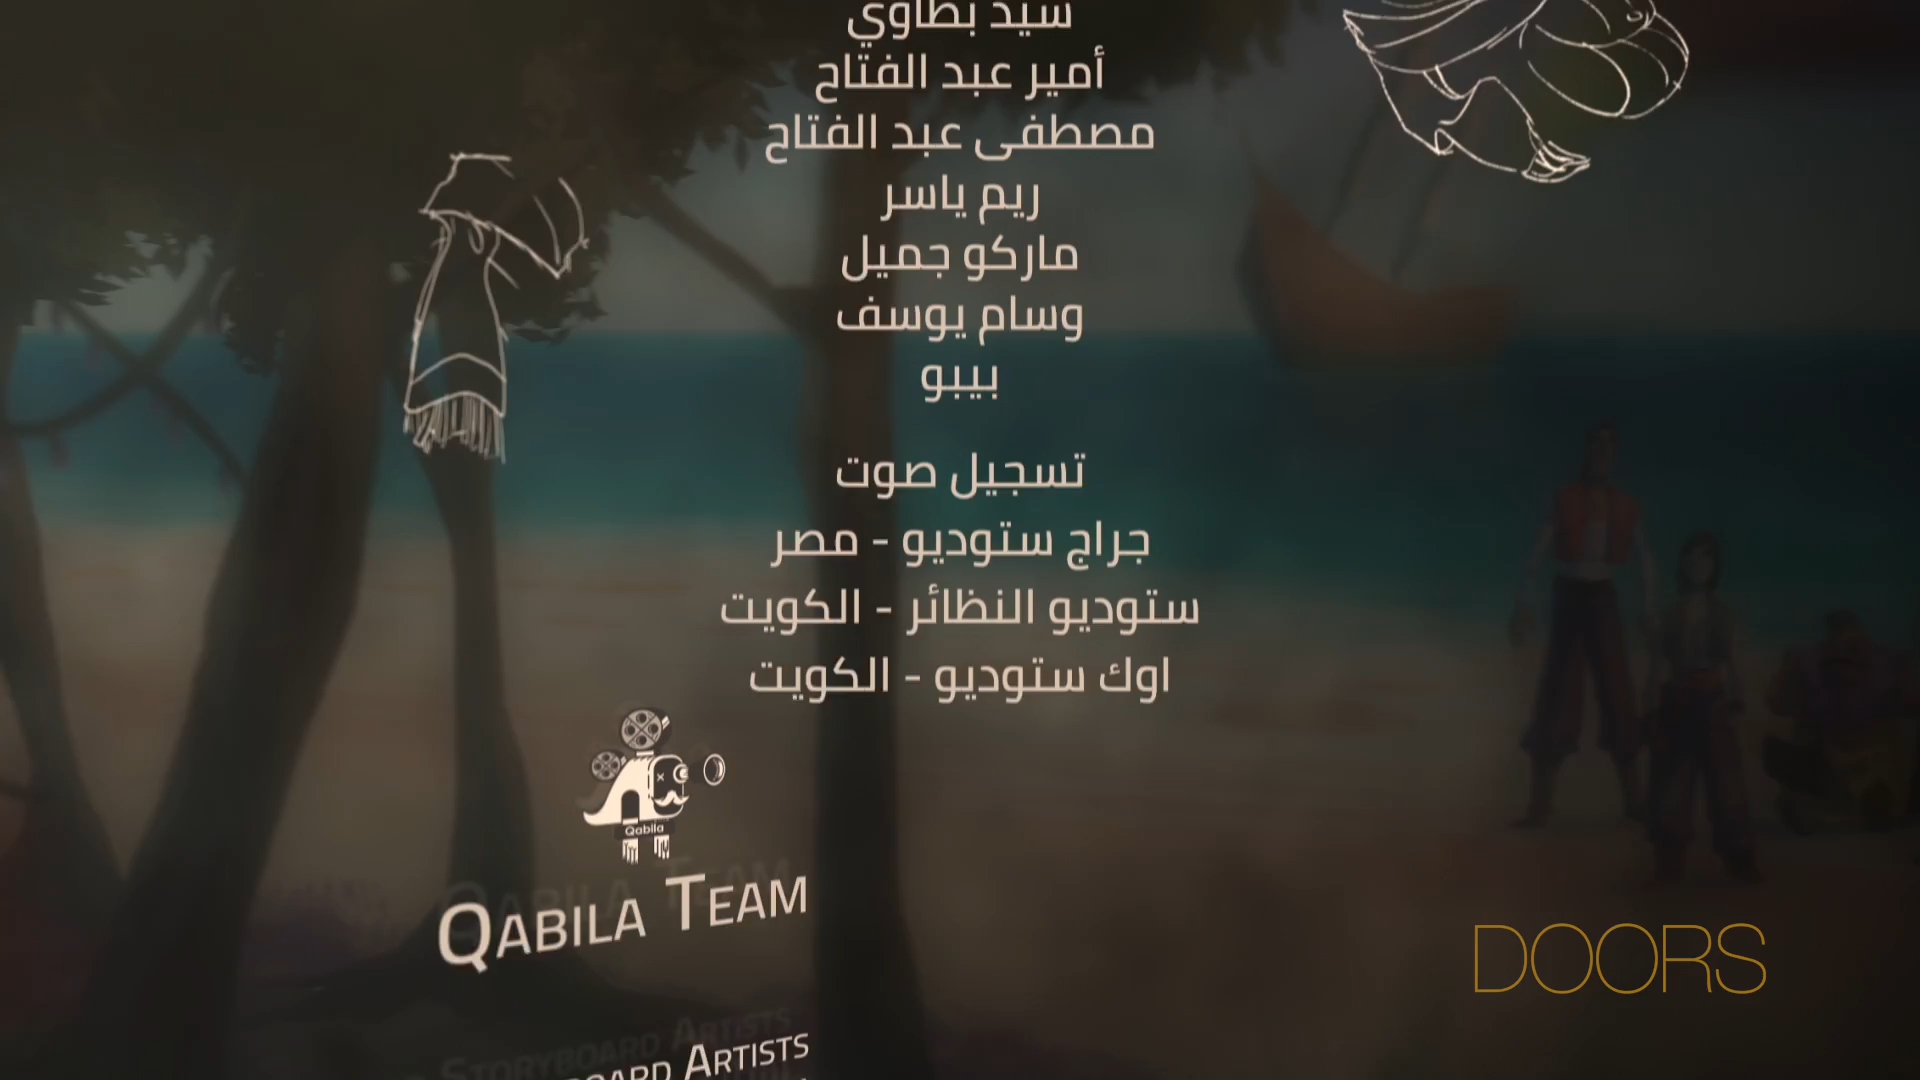 سيد بطاوي
أمير عبد الفتاح
مصطفى عبد الفتاح
ريم ياسر
ماركو جميل
وسام يوسف
بيبو
تسجيل صوت
جراج ستوديو - مصر
ستوديو النظائر - الكويت
اوك ستوديو - الكويت
Qabila
QABILA TEAM
STORYBOARD ARTISTS
DOORS